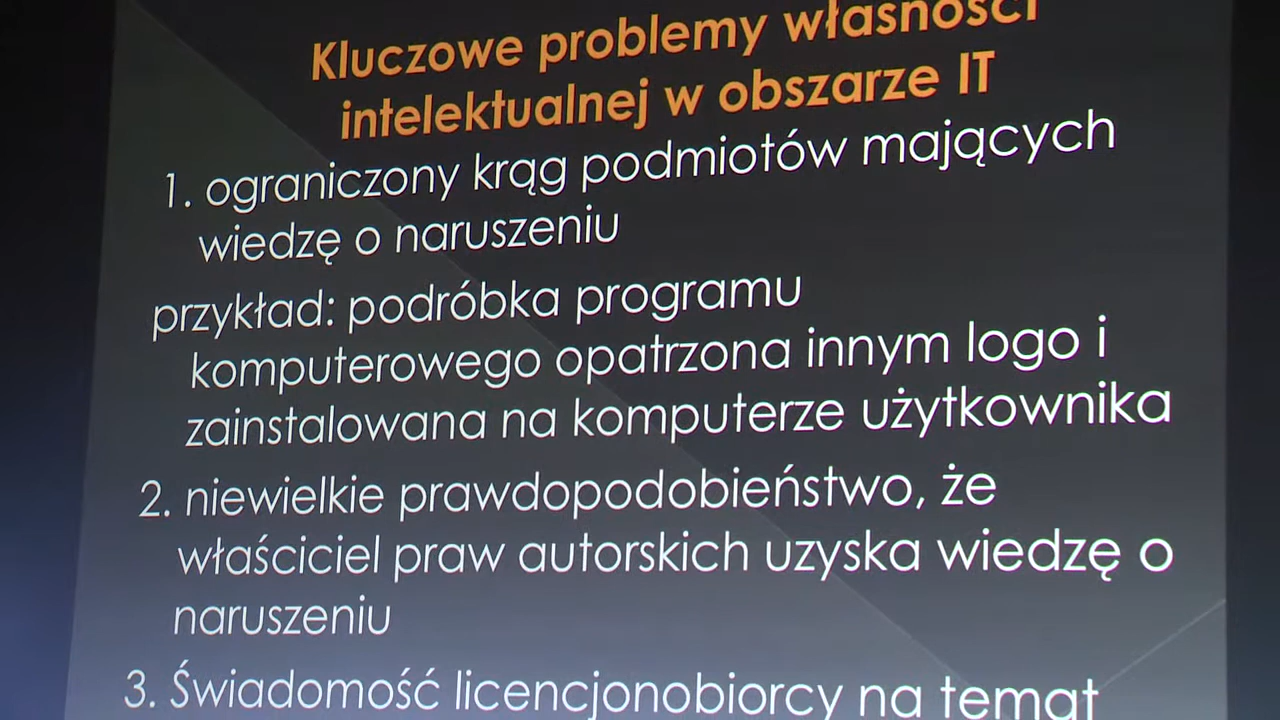 Kluczowe problemy własności
intelektualnej w obszarze IT
1. ograniczony krąg podmiotów mających
wiedzę o naruszeniu
przykład: podróbka programu
komputerowego opatrzona innym logo i
zainstalowana na komputerze użytkownika
2. niewielkie prawdopodobieństwo, że
właściciel praw autorskich uzyska wiedzę o
naruszeniu
3. Świadomość licencjonobiorcy na temat